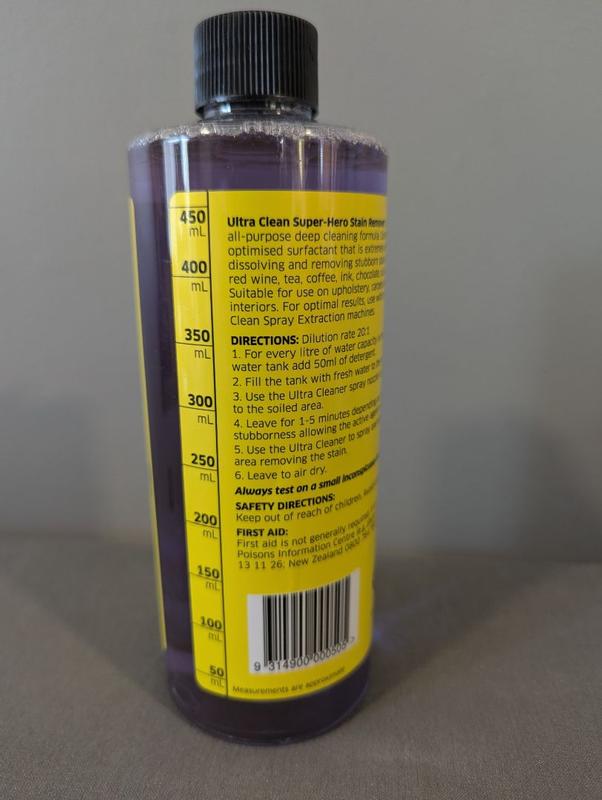 450
mL
400
mL
350
mL
300
mL
250
mL
200
mL
150
mL
100
mL
50
mL
Ultra Clean Super-Hero Stain Remover
all-purpose deep cleaning formula.
optimised surfactant that is extremely
dissolving and removing stubborn
red wine, tea, coffee, ink, chocolate,
Suitable for use on upholstery,
interiors. For optimal results, use
Clean Spray Extraction machines.
DIRECTIONS: Dilution rate 20:1
1. For every litre of water capacity
water tank add 50ml of detergent.
2. Fill the tank with fresh water to
3. Use the Ultra Cleaner spray
to the soiled area.
4. Leave for 1-5 minutes depending
stubbornness allowing the active
5. Use the Ultra Cleaner to spray
area removing the stain.
6. Leave to air dry.
Always test on a small
SAFETY DIRECTIONS:
Keep out of reach of children.
FIRST AID:
First aid is not generally required.
Poisons Information Centre
13 11 26; New Zealand 0800
9 314900 000505 >
Measurements are approximate